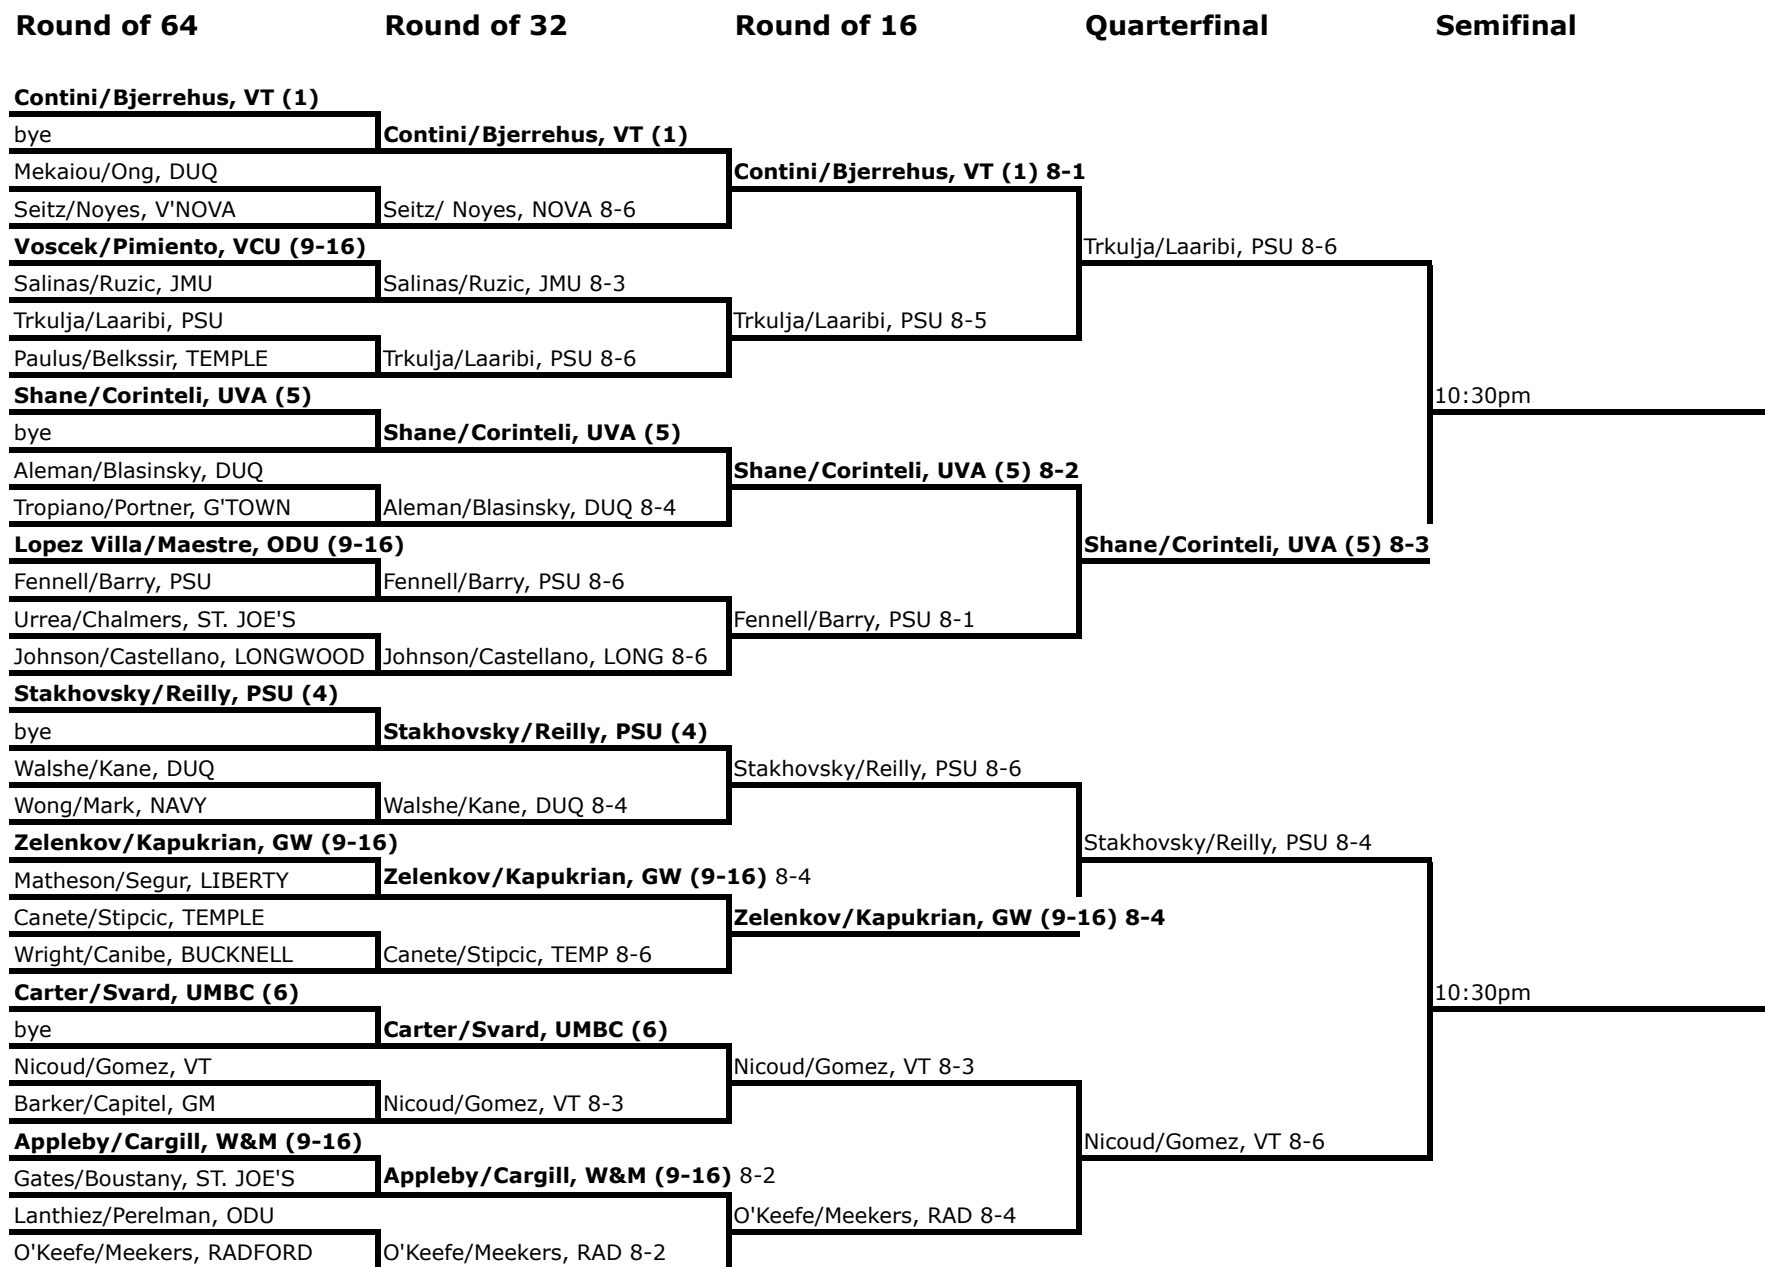 Round of 64 Round of 32 Round of 16 Quarterfinal Semifinal
Contini/Bjerrehus, VT (1)
bye Contini/Bjerrehus, VT (1)
Mekaiou/Ong, DUQ Contini/Bjerrehus, VT (1) 8-1
Seitz/Noyes, V'NOVA Seitz/ Noyes, NOVA 8-6
Voscek/Pimiento, VCU (9-16) Trkulja/Laaribi, PSU 8-6
Salinas/Ruzic, JMU Salinas/Ruzic, JMU 8-3
Trkulja/Laaribi, PSU Trkulja/Laaribi, PSU 8-5
Paulus/Belkssir, TEMPLE Trkulja/Laaribi, PSU 8-6
Shane/Corinteli, UVA (5) 10:30pm
bye Shane/Corinteli, UVA (5)
Aleman/Blasinsky, DUQ Shane/Corinteli, UVA (5) 8-2
Tropiano/Portner, G'TOWN Aleman/Blasinsky, DUQ 8-4
Lopez Villa/Maestre, ODU (9-16) Shane/Corinteli, UVA (5) 8-3
Fennell/Barry, PSU Fennell/Barry, PSU 8-6
Urrea/Chalmers, ST. JOE'S Fennell/Barry, PSU 8-1
Johnson/Castellano, LONGWOOD Johnson/Castellano, LONG 8-6
Stakhovsky/Reilly, PSU (4)
bye Stakhovsky/Reilly, PSU (4)
Walshe/Kane, DUQ Stakhovsky/Reilly, PSU 8-6
Wong/Mark, NAVY Walshe/Kane, DUQ 8-4
Zelenkov/Kapukrian, GW (9-16) Stakhovsky/Reilly, PSU 8-4
Matheson/Segur, LIBERTY Zelenkov/Kapukrian, GW (9-16) 8-4
Canete/Stipcic, TEMPLE Zelenkov/Kapukrian, GW (9-16) 8-4
Wright/Canibe, BUCKNELL Canete/Stipcic, TEMP 8-6
Carter/Svard, UMBC (6) 10:30pm
bye Carter/Svard, UMBC (6)
Nicoud/Gomez, VT Nicoud/Gomez, VT 8-3
Barker/Capitel, GM Nicoud/Gomez, VT 8-3
Appleby/Cargill, W&M (9-16) Nicoud/Gomez, VT 8-6
Gates/Boustany, ST. JOE'S Appleby/Cargill, W&M (9-16) 8-2
Lanthiez/Perelman, ODU O'Keefe/Meekers, RAD 8-4
O'Keefe/Meekers, RADFORD O'Keefe/Meekers, RAD 8-2